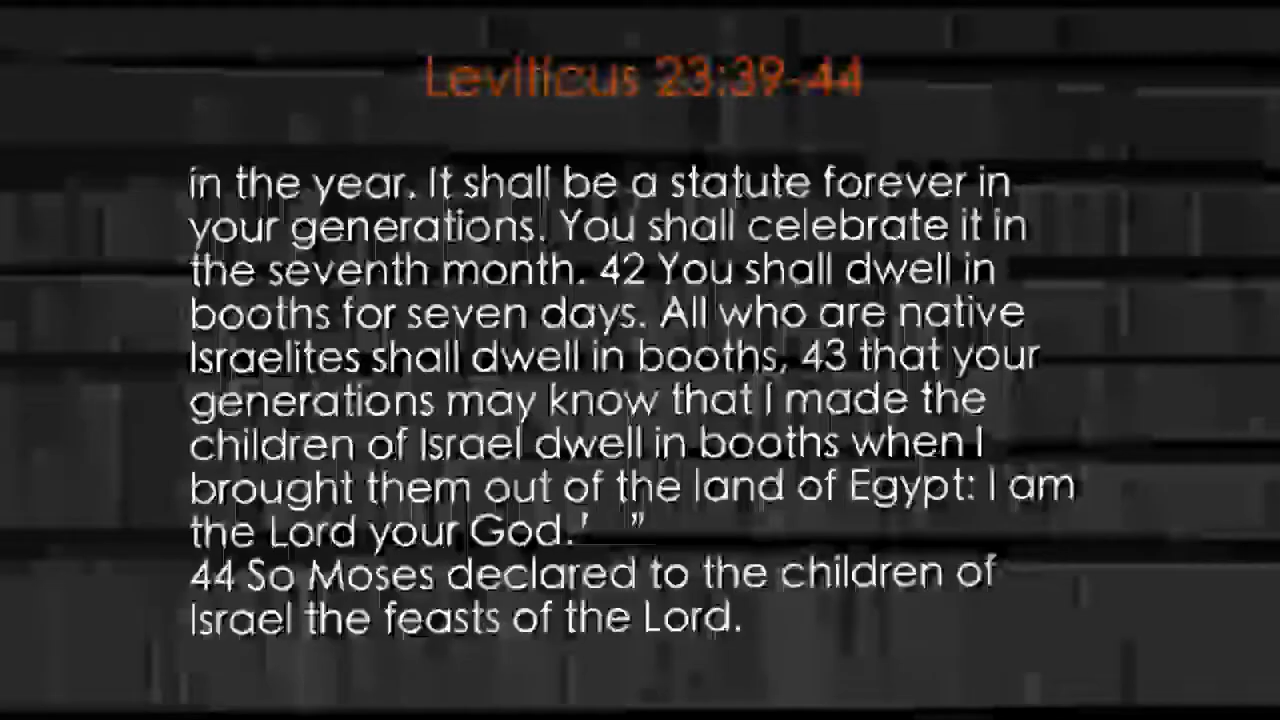 Leviticus 23:39-44
in the year. It shall be a statute forever in
your generations. You shall celebrate it in
the seventh month. 42 You shall dwell in
booths for seven days. All who are native
Israelites shall dwell in booths, 43 that your
generations may know that I made the
children of Israel dwell in booths when I
brought them out of the land of Egypt: I am
the Lord your God.’ ”
44 So Moses declared to the children of
Israel the feasts of the Lord.